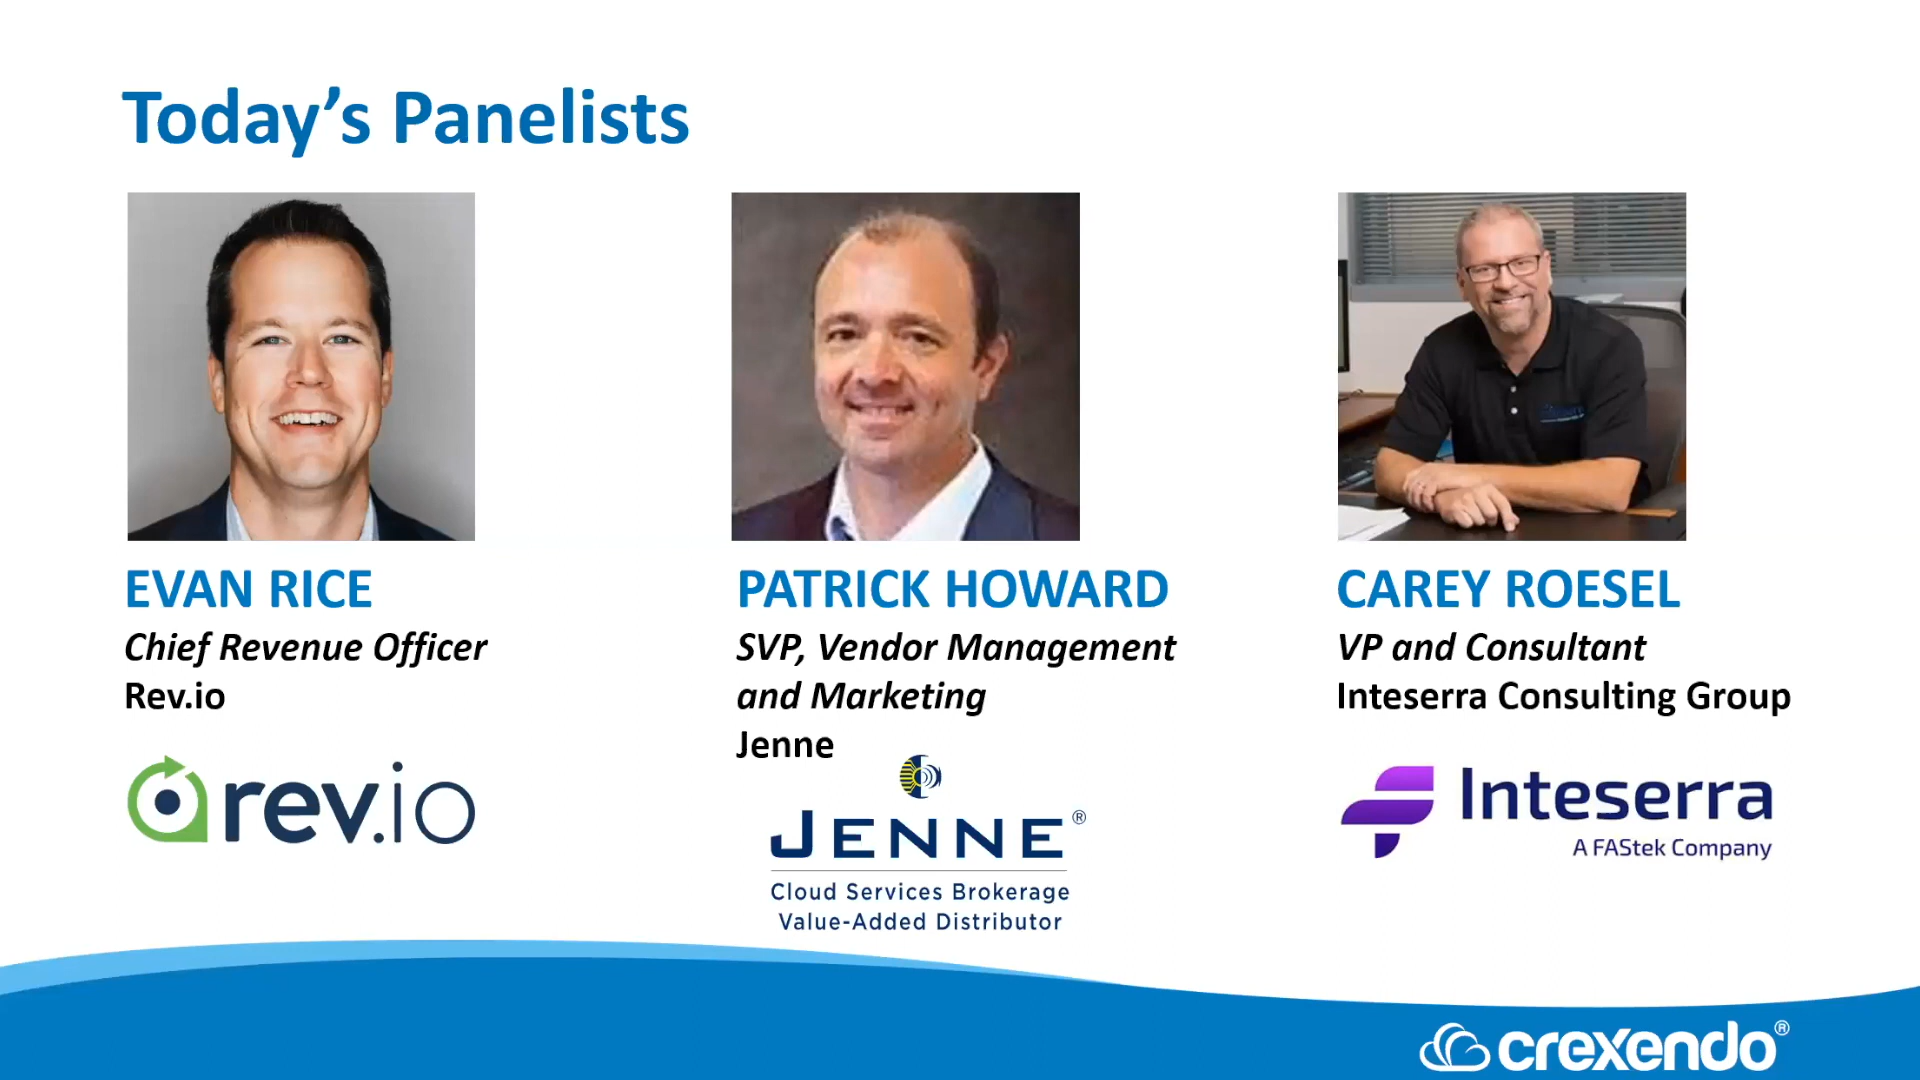 Today's Panelists
EVAN RICE
Chief Revenue Officer
Rev.io
rev.io
PATRICK HOWARD
SVP, Vendor Management
and Marketing
Jenne
JENNE®
Cloud Services Brokerage
Value-Added Distributor
CAREY ROESEL
VP and Consultant
Inteserra Consulting Group
Inteserra
A FAStek Company
crexendo®